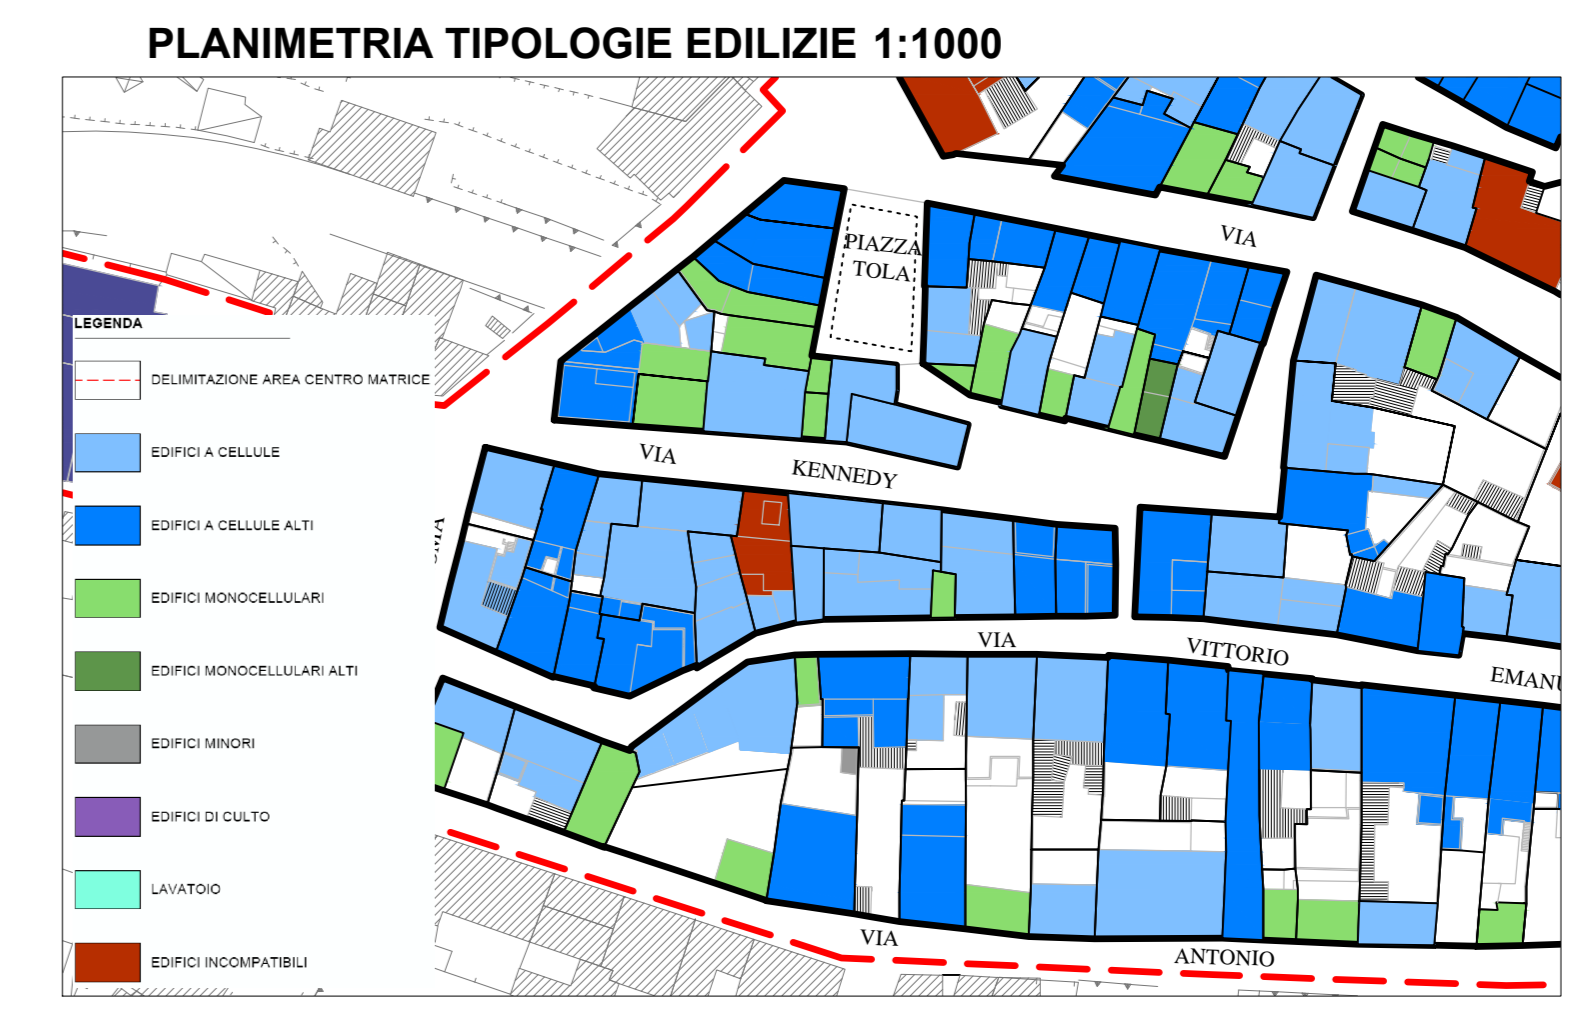 PLANIMETRIA TIPOLOGIE EDILIZIE 1:1000
PIAZZA
TOLA
VIA
LEGENDA
DELIMITAZIONE AREA CENTRO MATRICE
EDIFICI A CELLULE
EDIFICI A CELLULE ALTI
EDIFICI MONOCELLULARI
EDIFICI MONOCELLULARI ALTI
EDIFICI MINORI
EDIFICI DI CULTO
LAVATOIO
EDIFICI INCOMPATIBILI
VIA
KENNEDY
VIA
VITTORIO
EMANU
VIA
ANTONIO